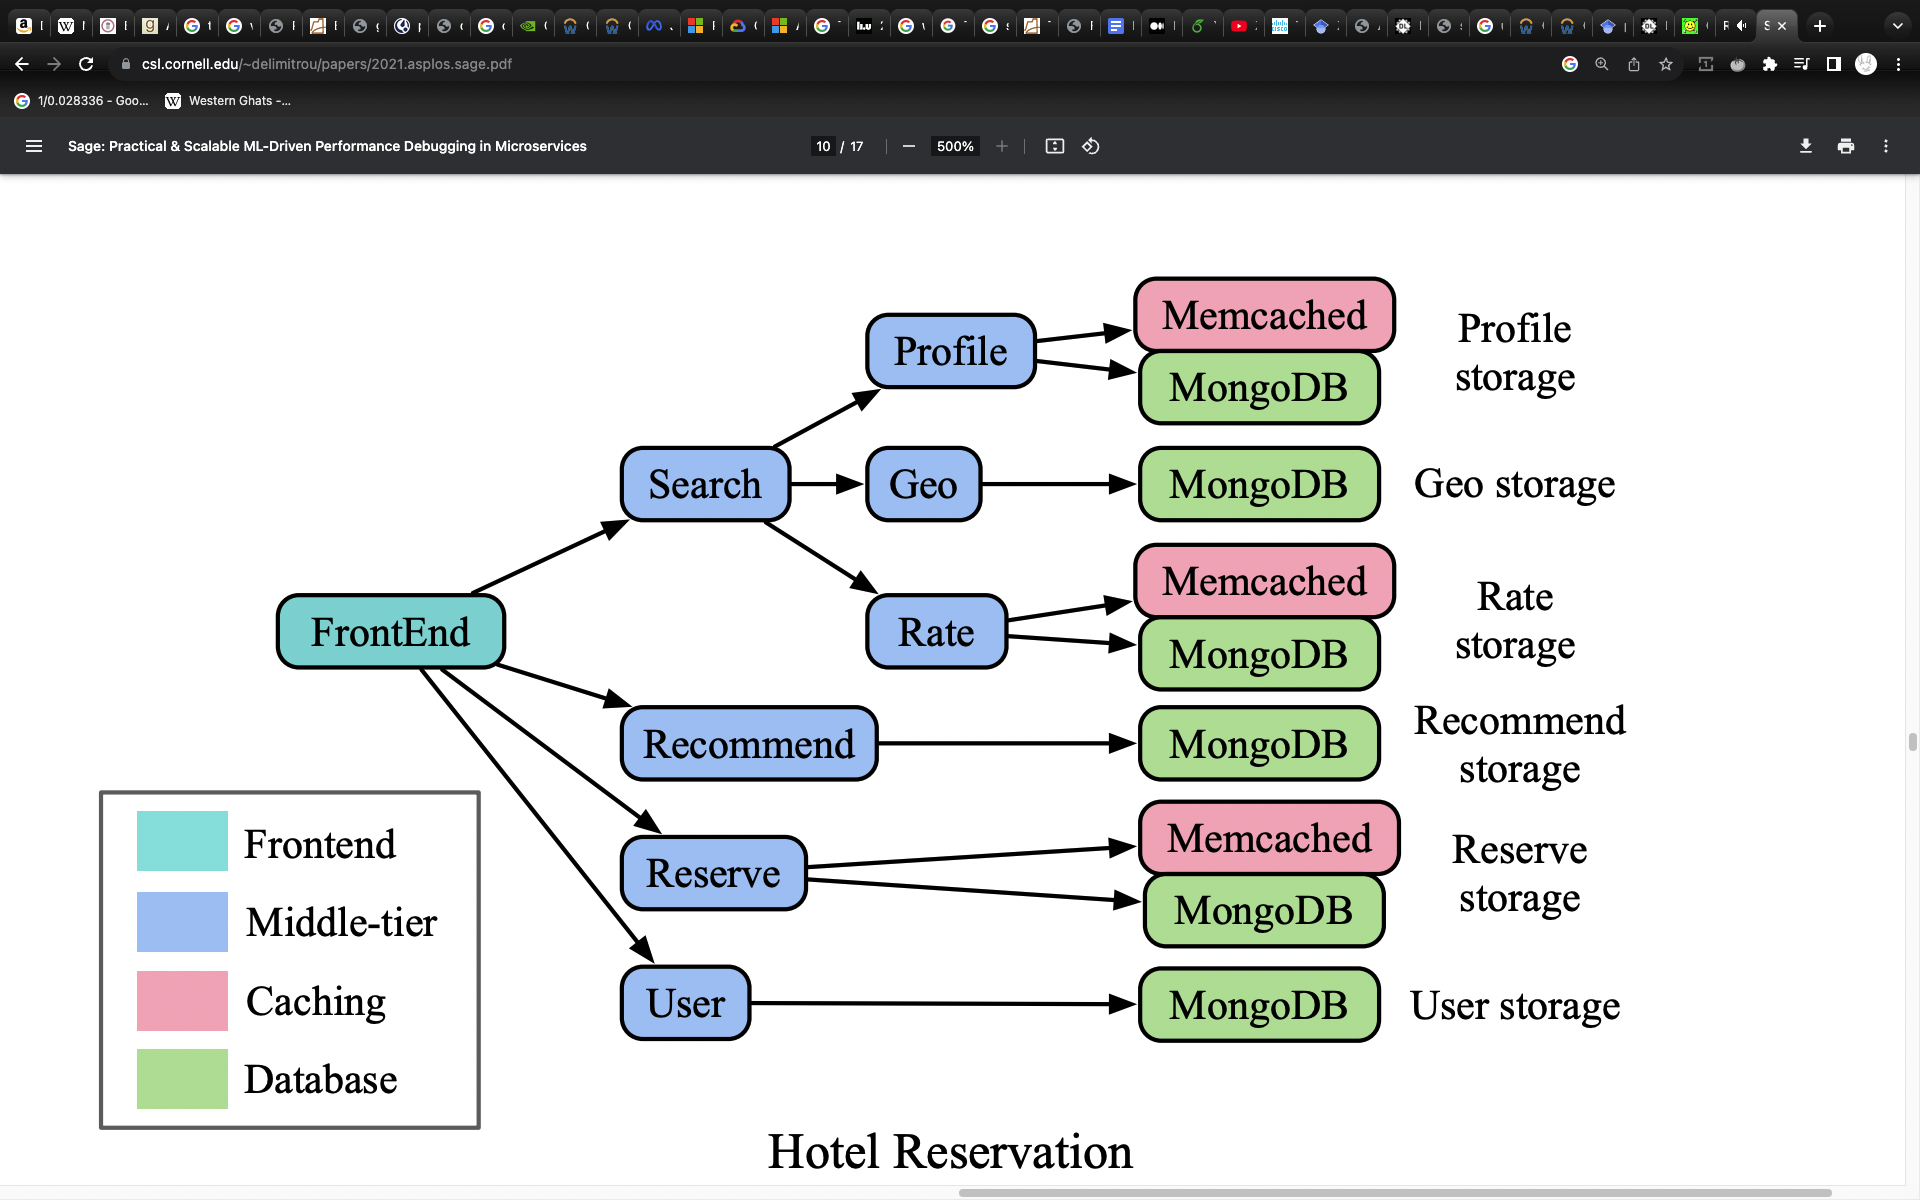 csl.cornell.edu/~delimitrou/papers/2021.asplos.sage.pdf
1/0.028336 - Goo...
Western Ghats -...
Sage: Practical & Scalable ML-Driven Performance Debugging in Microservices
10 / 17
500%
Memcached
Profile
storage
Profile
MongoDB
Search
Geo
MongoDB
Geo storage
Memcached
Rate
storage
FrontEnd
Rate
MongoDB
Recommend
MongoDB
Recommend
storage
Memcached
Reserve
storage
Reserve
MongoDB
User
MongoDB
User storage
Frontend
Middle-tier
Caching
Database
Hotel Reservation